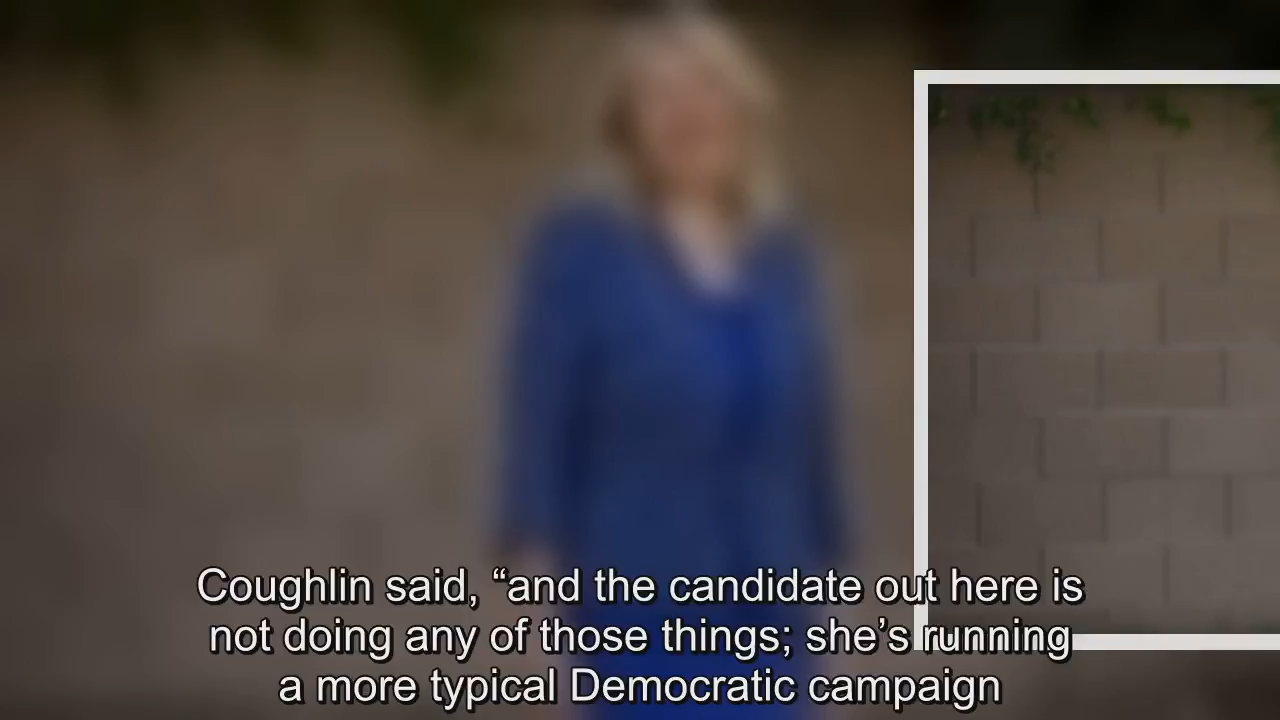 Coughlin said, “and the candidate out here is
not doing any of those things; she’s running
a more typical Democratic campaign